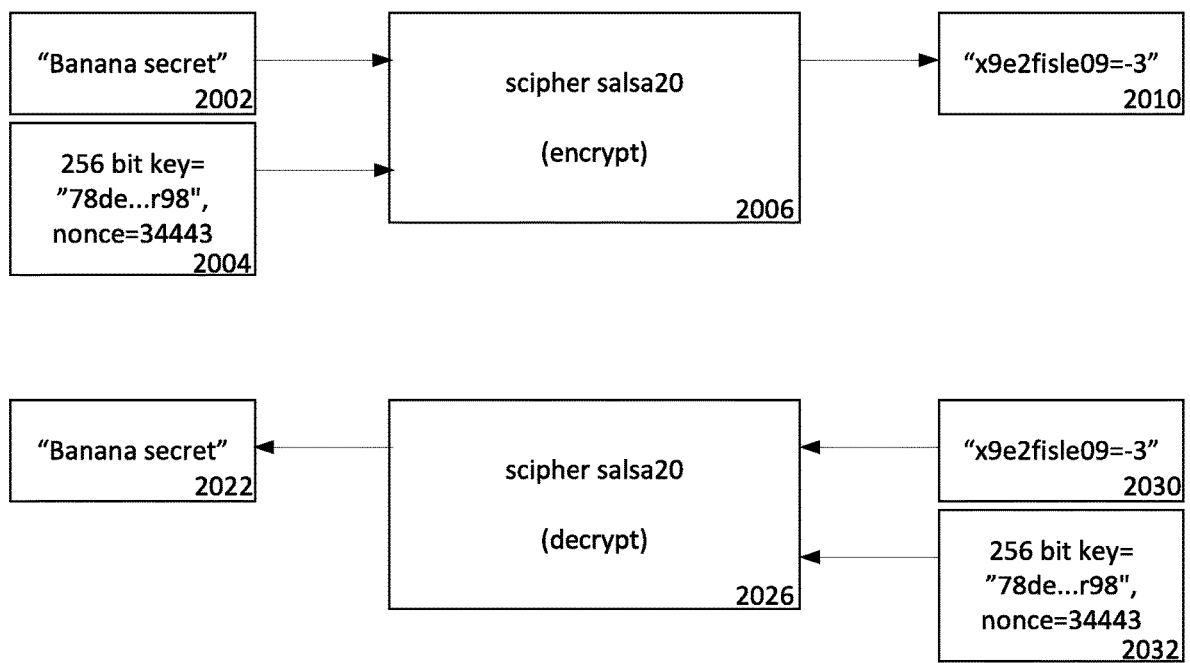 “Banana secret”
2002
256 bit key=
”78de...r98",
nonce=34443
2004
scipher salsa20
(encrypt)
2006
“x9e2fisle09=-3”
2010
“Banana secret”
2022
scipher salsa20
(decrypt)
2026
“x9e2fisle09=-3”
2030
256 bit key=
”78de...r98",
nonce=34443
2032